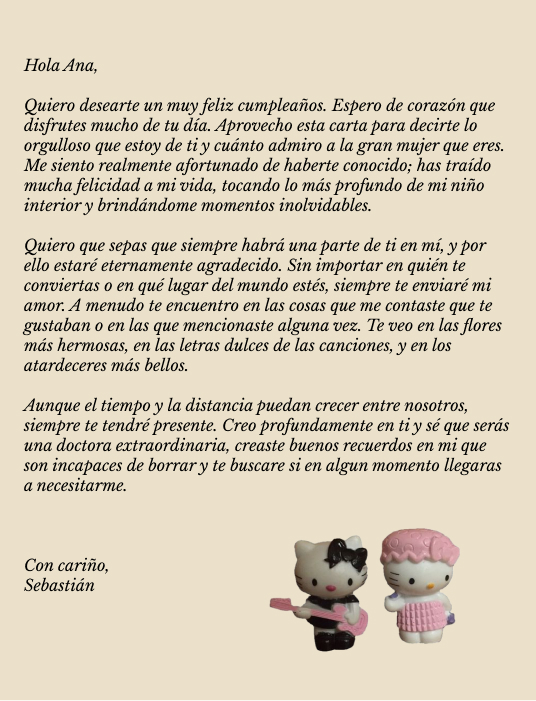 Hola Ana,
Quiero desearte un muy feliz cumpleaños. Espero de corazón que
disfrutes mucho de tu día. Aprovecho esta carta para decirte lo
orgulloso que estoy de ti y cuánto admiro a la gran mujer que eres.
Me siento realmente afortunado de haberte conocido; has traído
mucha felicidad a mi vida, tocando lo más profundo de mi niño
interior y brindándome momentos inolvidables.
Quiero que sepas que siempre habrá una parte de ti en mí, y por
ello estaré eternamente agradecido. Sin importar en quién te
conviertas o en qué lugar del mundo estés, siempre te enviaré mi
amor. A menudo te encuentro en las cosas que me contaste que te
gustaban o en las que mencionaste alguna vez. Te veo en las flores
más hermosas, en las letras dulces de las canciones, y en los
atardeceres más bellos.
Aunque el tiempo y la distancia puedan crecer entre nosotros,
siempre te tendré presente. Creo profundamente en ti y sé que serás
una doctora extraordinaria, creaste buenos recuerdos en mi que
son incapaces de borrar y te buscare si en algun momento llegaras
a necesitarme.
Con cariño,
Sebastián